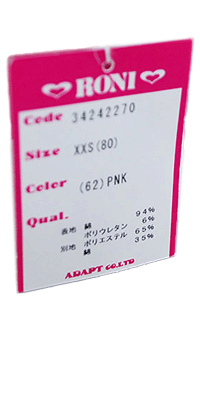 RONI
Code 34242270
Size XXS(80)
Color (62)PNK
Qual.
表地 綿 94%
ポリウレタン 6%
別地 ポリエステル 65%
綿 35%
ADAPT CO.LTD